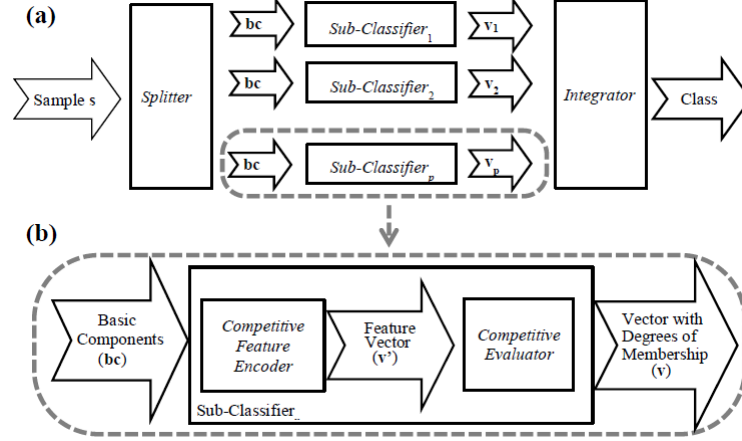 (a)
bc
Sub-Classifier1
v1
Sample s
Splitter
bc
Sub-Classifier2
v2
Integrator
Class
bc
Sub-Classifierp
vp
(b)
Basic
Components
(bc)
Competitive
Feature
Encoder
Feature
Vector
(v')
Competitive
Evaluator
Vector with
Degrees of
Membership
(v)
Sub-Classifier